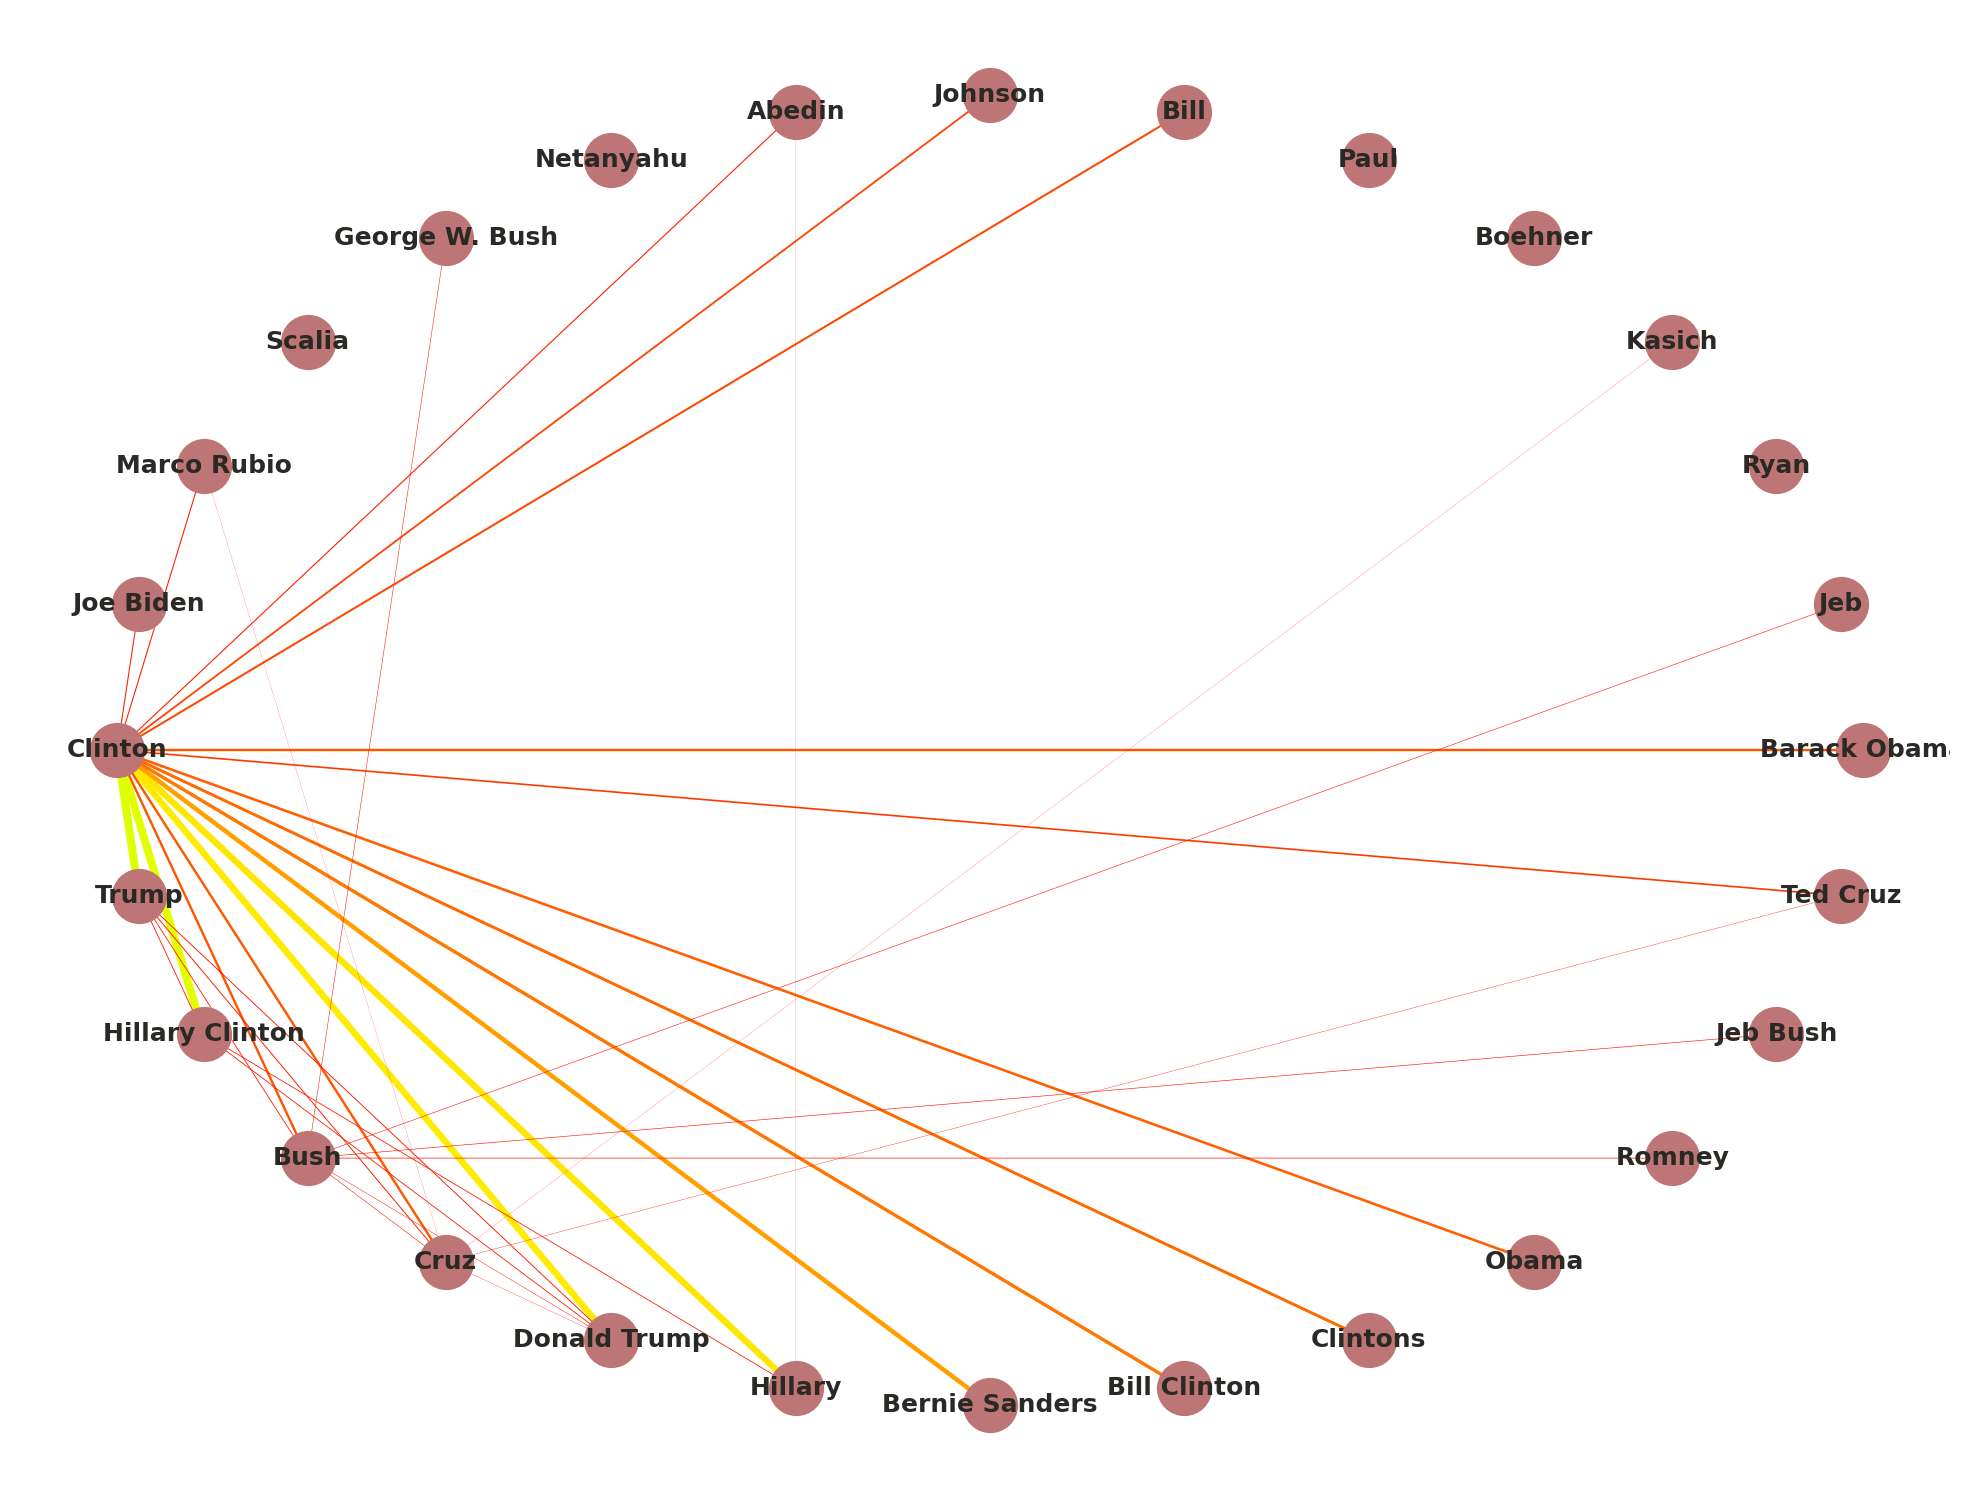 Johnson
Abedin
Bill
Netanyahu
Paul
George W. Bush
Boehner
Scalia
Kasich
Marco Rubio
Ryan
Joe Biden
Jeb
Clinton
Barack Obam
Trump
Ted Cruz
Hillary Clinton
Jeb Bush
Bush
Romney
Cruz
Obama
Donald Trump
Clintons
Hillary
Bill Clinton
Bernie Sanders